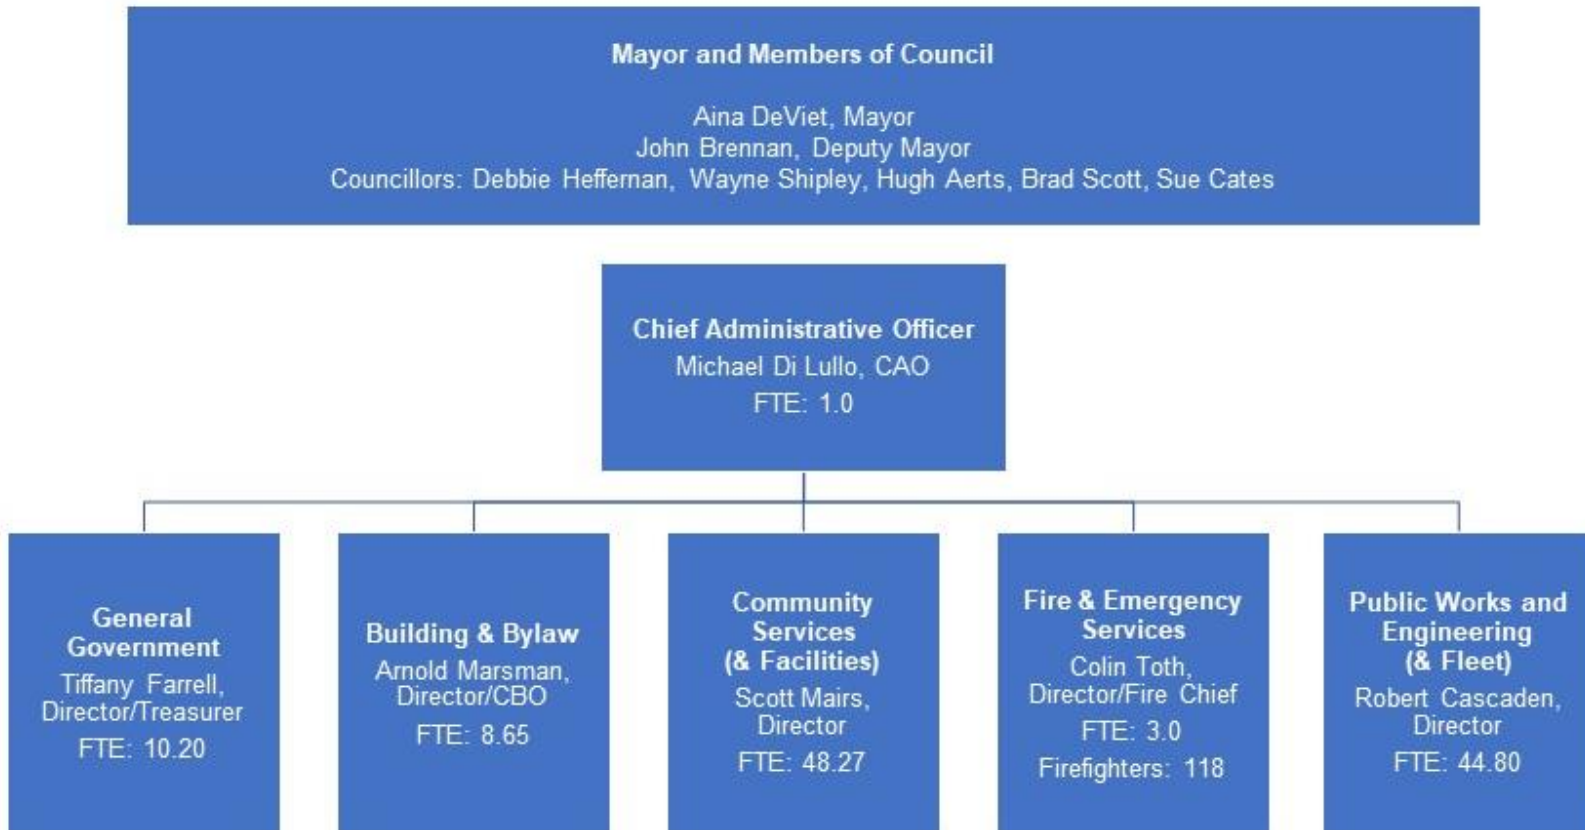 Mayor and Members of Council
Aina DeViet, Mayor
John Brennan, Deputy Mayor
Councillors: Debbie Heffernan, Wayne Shipley, Hugh Aerts, Brad Scott, Sue Cates
Chief Administrative Officer
Michael Di Lullo, CAO
FTE: 1.0
General
Government
Tiffany Farrell,
Director/Treasurer
FTE: 10.20
Building & Bylaw
Arnold Marsman,
Director/CBO
FTE: 8.65
Community
Services
(& Facilities)
Scott Mairs,
Director
FTE: 48.27
Fire & Emergency
Services
Colin Toth,
Director/Fire Chief
FTE: 3.0
Firefighters: 118
Public Works and
Engineering
(& Fleet)
Robert Cascaden,
Director
FTE: 44.80